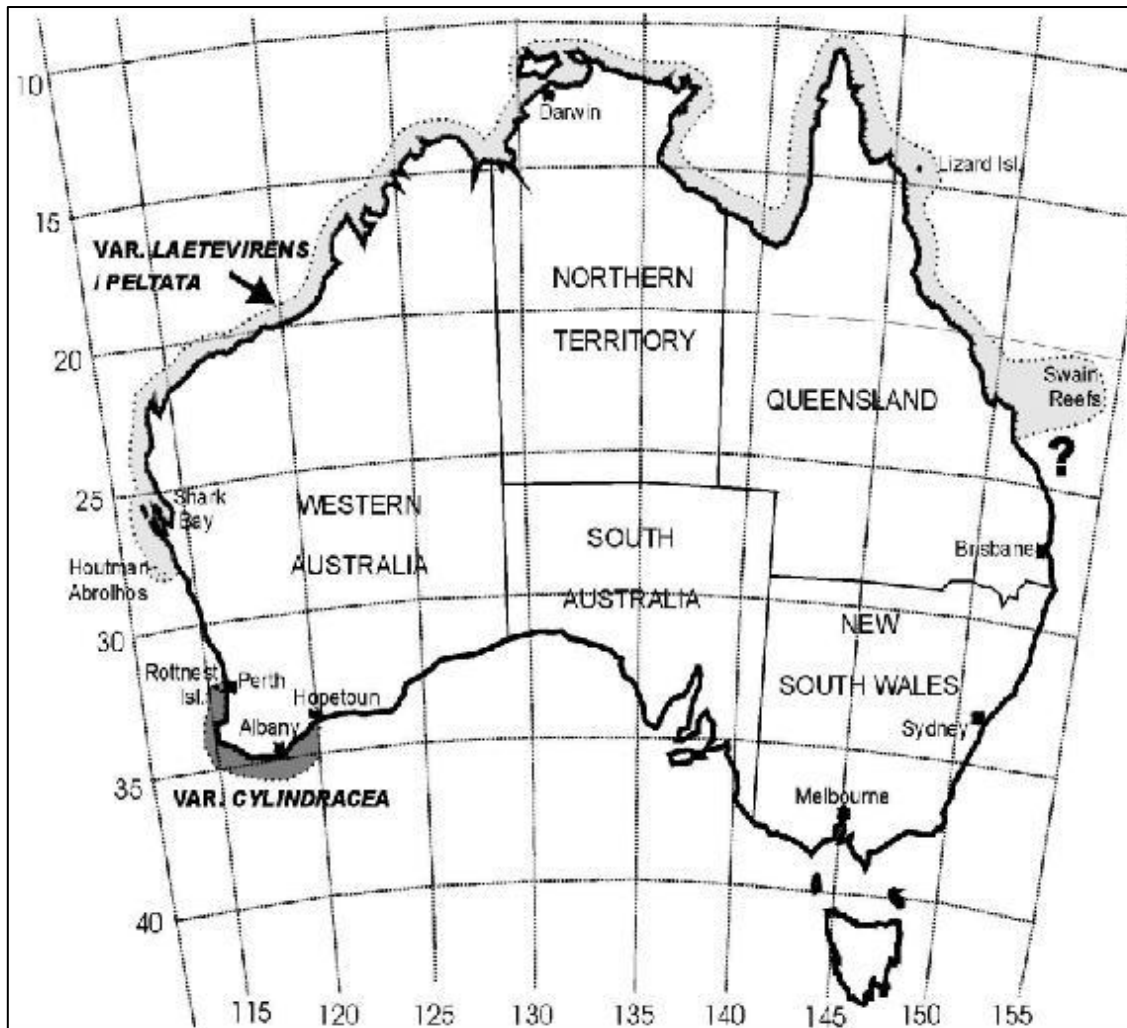 10
Darwin
Lizard Isl.
15
VAR. LAETEVIRENS
/ PELTATA
NORTHERN
TERRITORY
20
Swain
Reefs
QUEENSLAND
?
25
Shark
Bay
WESTERN
AUSTRALIA
SOUTH
AUSTRALIA
Brisbane
Houtman
Abrolhos
30
NEW
SOUTH WALES
Rottnest
Isl.
Perth
Hopetoun
Albany
Sydney
35
VAR. CYLINDRACEA
Melbourne
40
115 120 125 130 135 140 145 150 155